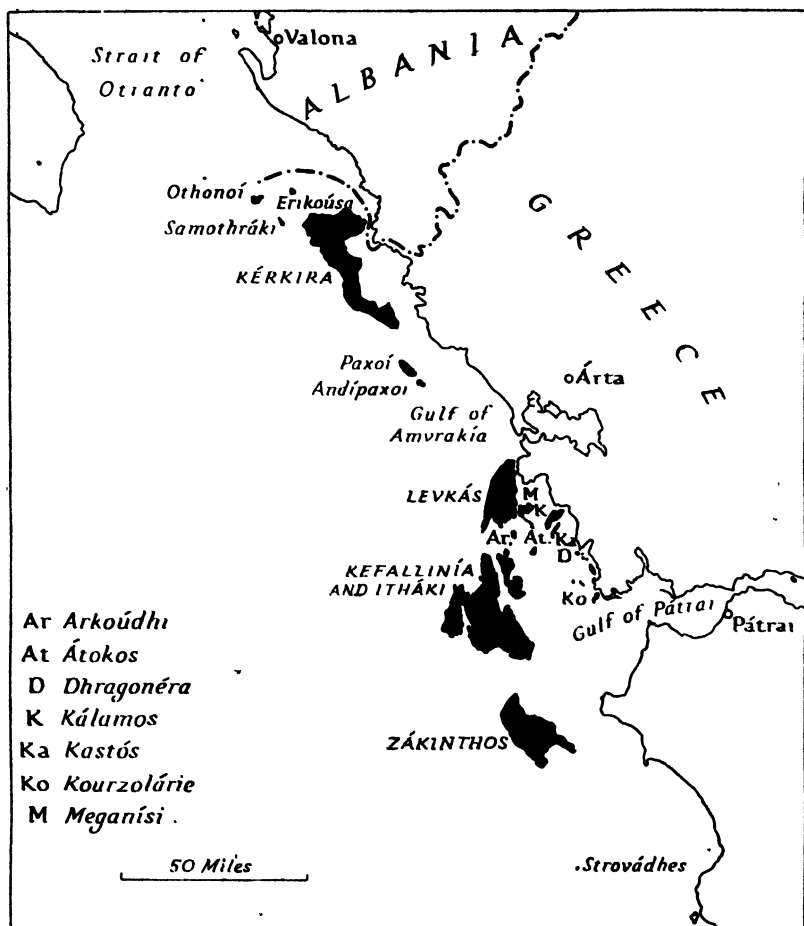 Strait of
Otranto
Valona
ALBANIA
GREECE
Othonoí
Erikoúsa
Samothráki
KÉRKIRA
Paxoí
Andípaxoi
Árta
Gulf of
Amvrakía
LEVKÁS
M
K
Ar.
At.
Ka
D
KEFALLINÍA
AND ITHÁKI
Ko
Gulf of Pátrai
Pátrai
Ar Arkoúdhi
At Átokos
D Dhragonéra
K Kálamos
Ka Kastós
Ko Kourzolárie
M Meganísi
ZÁKINTHOS
50 Miles
Strovádhes